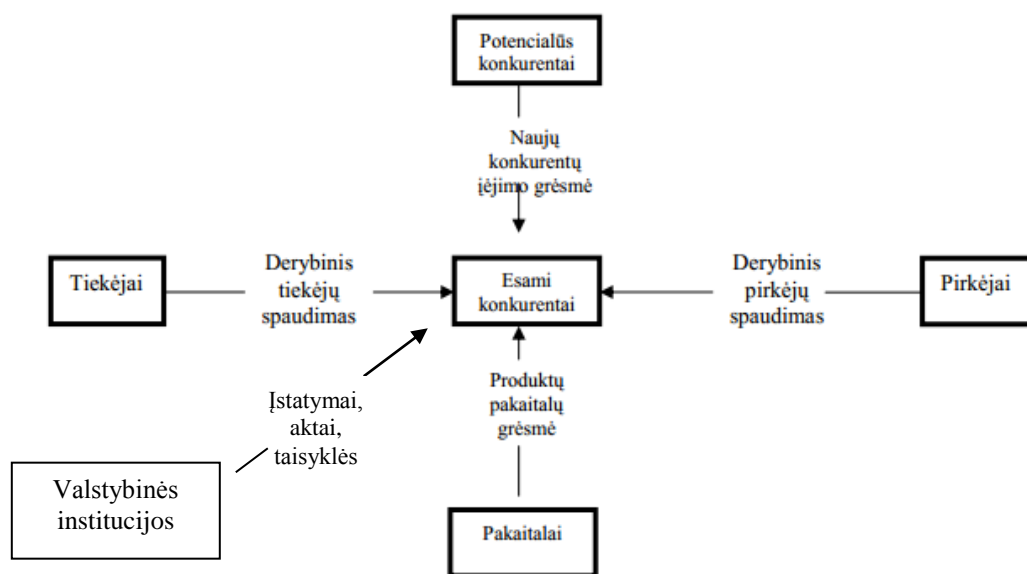 Potencialūs
konkurentai
Naujų
konkurentų
įėjimo grėsmė
Tiekėjai
Derybinis
tiekėjų
spaudimas
Esami
konkurentai
Derybinis
pirkėjų
spaudimas
Pirkėjai
Įstatymai,
aktai,
taisyklės
Produktų
pakaitalų
grėsmė
Valstybinės
institucijos
Pakaitalai